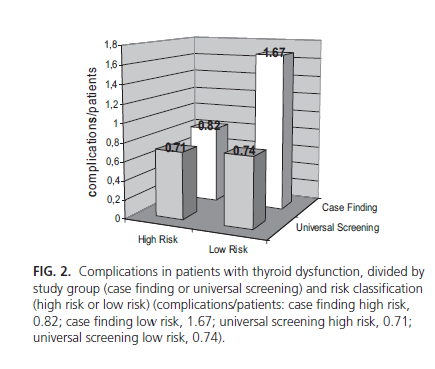 complications/patients
1,8
1,6
1,4
1,2
1
0,8
0,6
0,4
0,2
0
1.67
0.82
0.71
0.74
Case Finding
Universal Screening
High Risk
Low Risk
FIG. 2. Complications in patients with thyroid dysfunction, divided by
study group (case finding or universal screening) and risk classification
(high risk or low risk) (complications/patients: case finding high risk,
0.82; case finding low risk, 1.67; universal screening high risk, 0.71;
universal screening low risk, 0.74).